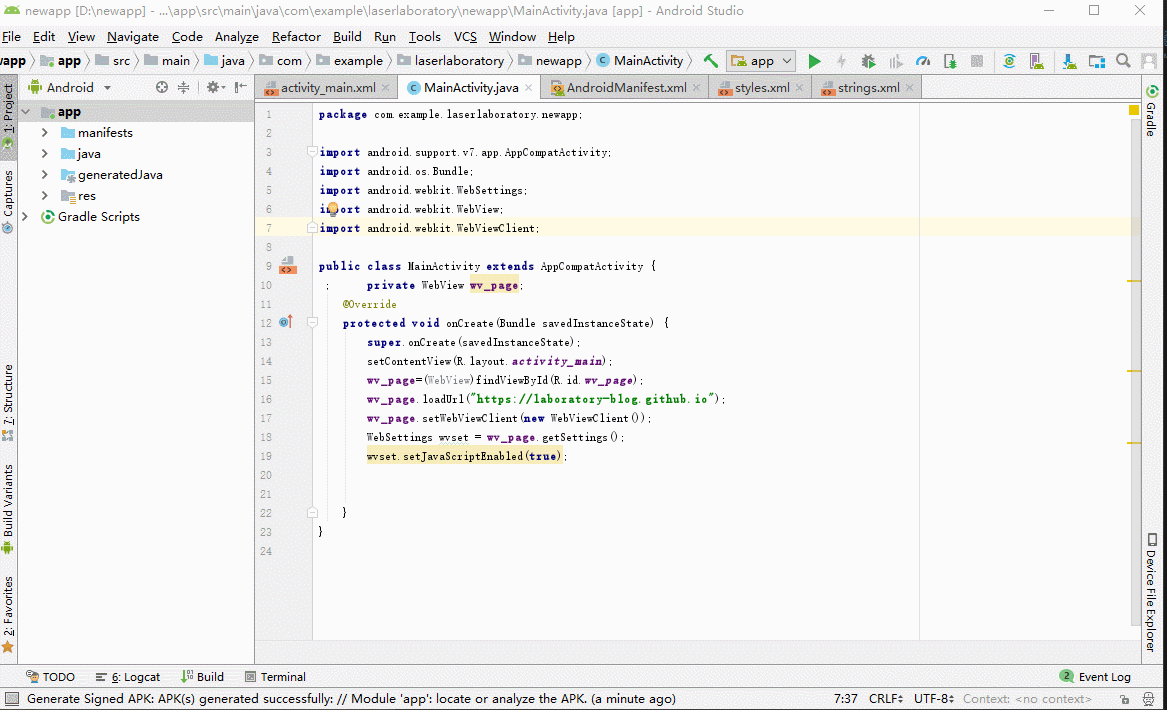 newapp [D:\newapp] - ...\app\src\main\java\com\example\laserlaboratory\newapp\MainActivity.java [app] - Android Studio
File Edit View Navigate Code Analyze Refactor Build Run Tools VCS Window Help
wapp app src main java com example laserlaboratory newapp MainActivity app
Android
activity_main.xml MainActivity.java AndroidManifest.xml styles.xml strings.xml
1: Project
Captures
7: Structure
Build Variants
2: Favorites
app
manifests
java
generatedJava
res
Gradle Scripts
1 package com.example.laserlaboratory.newapp;
2
3 import android.support.v7.app.AppCompatActivity;
4 import android.os.Bundle;
5 import android.webkit.WebSettings;
6 import android.webkit.WebView;
7 import android.webkit.WebViewClient;
8
9 public class MainActivity extends AppCompatActivity {
10 ; private WebView wv_page;
11 @Override
12 protected void onCreate(Bundle savedInstanceState) {
13 super.onCreate(savedInstanceState);
14 setContentView(R.layout.activity_main);
15 wv_page=(WebView)findViewById(R.id.wv_page);
16 wv_page.loadUrl("https://laboratory-blog.github.io");
17 wv_page.setWebViewClient(new WebViewClient());
18 WebSettings wvset = wv_page.getSettings();
19 wvset.setJavaScriptEnabled(true);
20
21
22 }
23 }
24
Gradle
Device File Explorer
TODO 6: Logcat Build Terminal 2 Event Log
Generate Signed APK: APK(s) generated successfully: // Module 'app': locate or analyze the APK. (a minute ago) 7:37 CRLF UTF-8 Context: <no context>